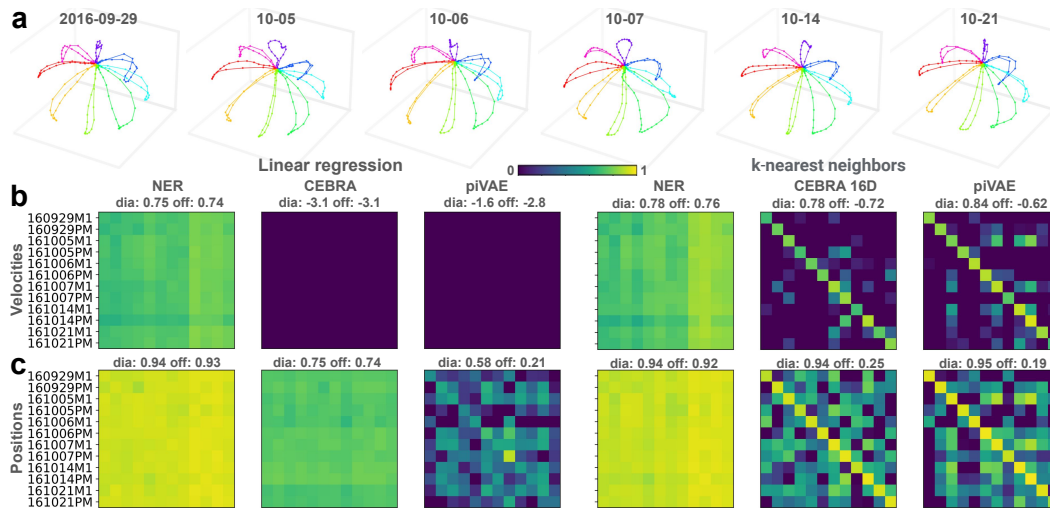 a
2016-09-29 10-05 10-06 10-07 10-14 10-21
Linear regression 0 1 k-nearest neighbors
NER CEBRA piVAE NER CEBRA 16D piVAE
b dia: 0.75 off: 0.74 dia: -3.1 off: -3.1 dia: -1.6 off: -2.8 dia: 0.78 off: 0.76 dia: 0.78 off: -0.72 dia: 0.84 off: -0.62
Velocities
160929M1
160929PM
161005M1
161005PM
161006M1
161006PM
161007M1
161007PM
161014M1
161014PM
161021M1
161021PM
c dia: 0.94 off: 0.93 dia: 0.75 off: 0.74 dia: 0.58 off: 0.21 dia: 0.94 off: 0.92 dia: 0.94 off: 0.25 dia: 0.95 off: 0.19
Positions
160929M1
160929PM
161005M1
161005PM
161006M1
161006PM
161007M1
161007PM
161014M1
161014PM
161021M1
161021PM